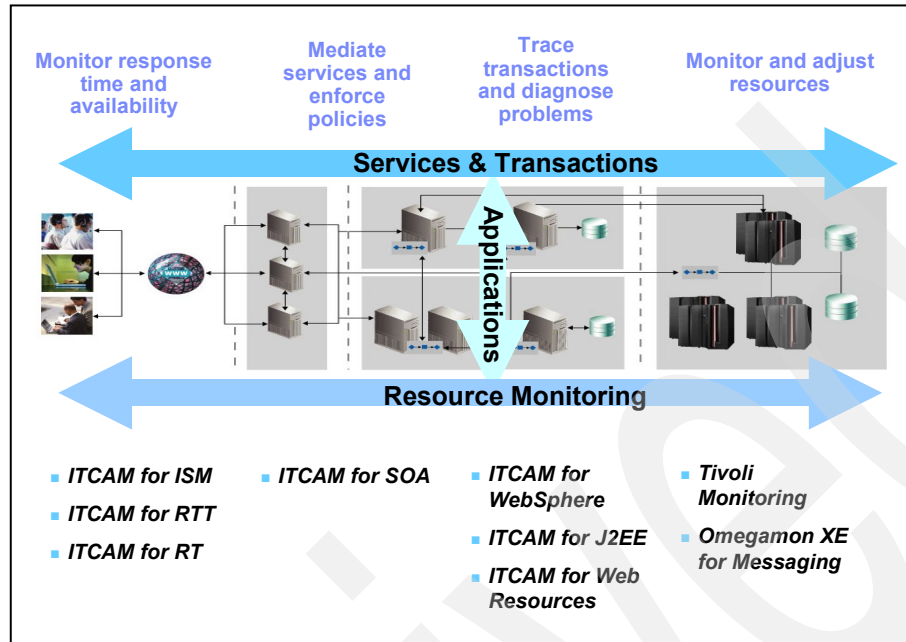 Monitor response
time and
availability
Mediate
services and
enforce
policies
Trace
transactions
and diagnose
problems
Monitor and adjust
resources
Services & Transactions
WWW
Applications
Resource Monitoring
ITCAM for ISM
ITCAM for RTT
ITCAM for RT
ITCAM for SOA
ITCAM for
WebSphere
ITCAM for J2EE
ITCAM for Web
Resources
Tivoli
Monitoring
Omegamon XE
for Messaging